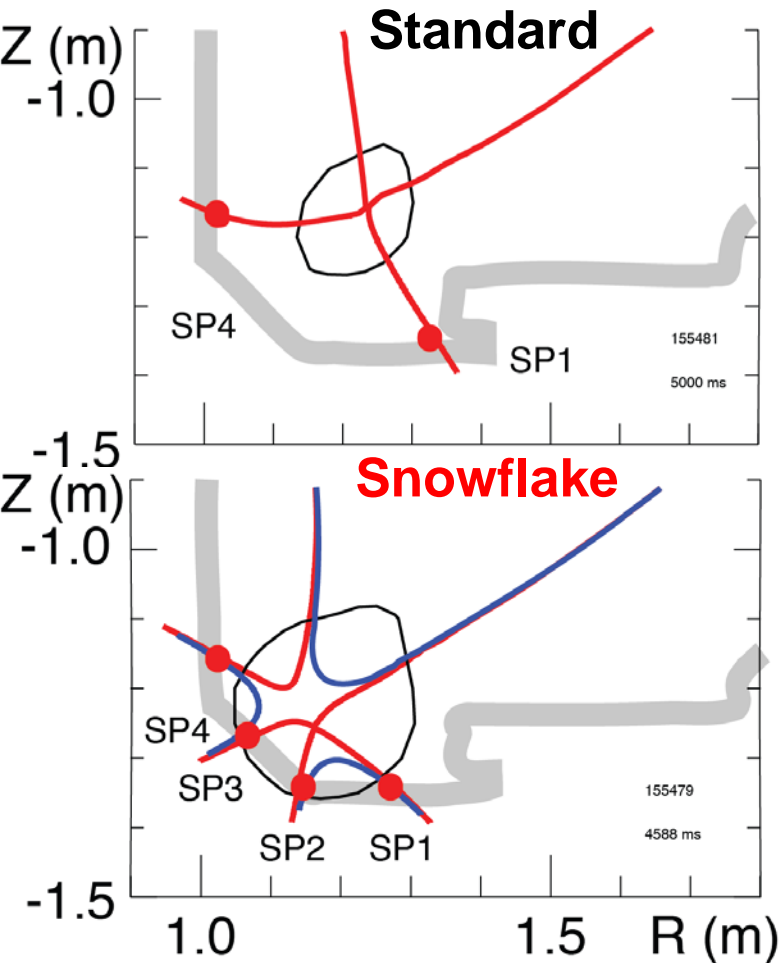 Standard
Z (m)
-1.0
SP4
SP1
155481
5000 ms
-1.5
Snowflake
Z (m)
-1.0
SP4
SP3
SP2
SP1
155479
4588 ms
-1.5
1.0
1.5
R (m)